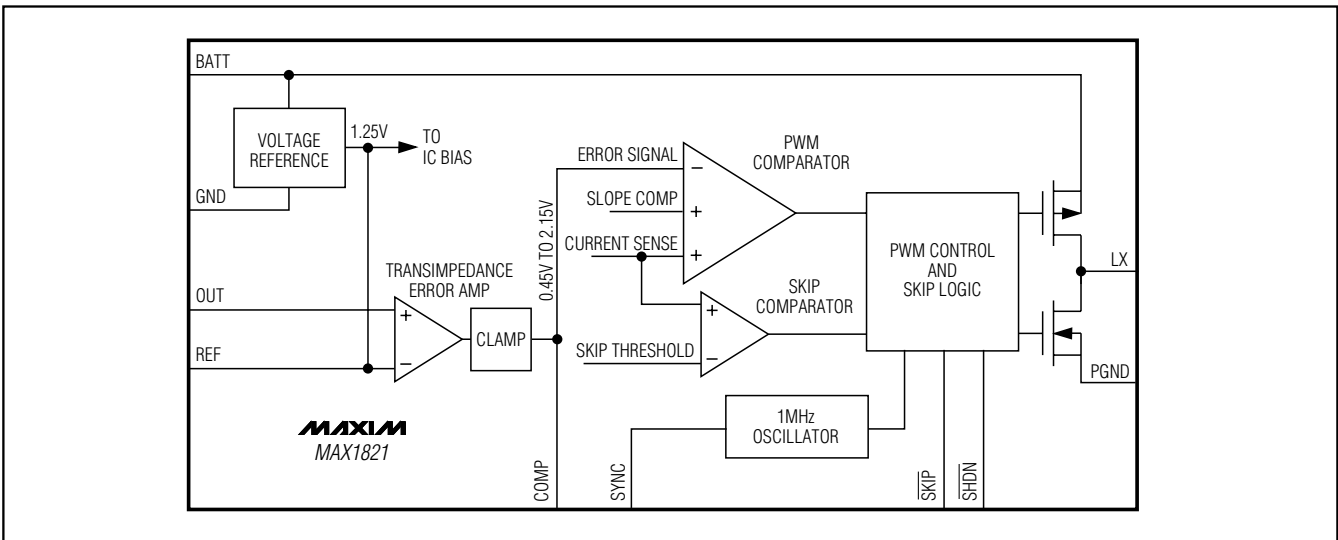 BATT
VOLTAGE
REFERENCE
1.25V
TO
IC BIAS
GND
ERROR SIGNAL
−
PWM
COMPARATOR
SLOPE COMP
+
CURRENT SENSE
+
0.45V TO 2.15V
PWM CONTROL
AND
SKIP LOGIC
LX
TRANSIMPEDANCE
ERROR AMP
OUT
+
CLAMP
SKIP
COMPARATOR
+
REF
−
SKIP THRESHOLD
−
PGND
1MHz
OSCILLATOR
MAXIM
MAX1821
COMP
SYNC
SKIP
SHDN